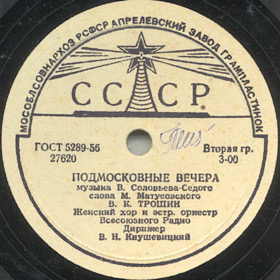 МОСОБЛСОВНАРХОЗ РСФСР АПРЕЛЕВСКИЙ ЗАВОД ГРАМПЛАСТИНОК
СССР
ГОСТ 5289-56
27620
Вторая гр.
3-00
ПОДМОСКОВНЫЕ ВЕЧЕРА
музыка В. Соловьева-Седого
слова М. Матусовского
В. К. ТРОШИН
Женский хор и эстр. оркестр
Всесоюзного Радио
Дирижер
В. Н. Кнушевицкий